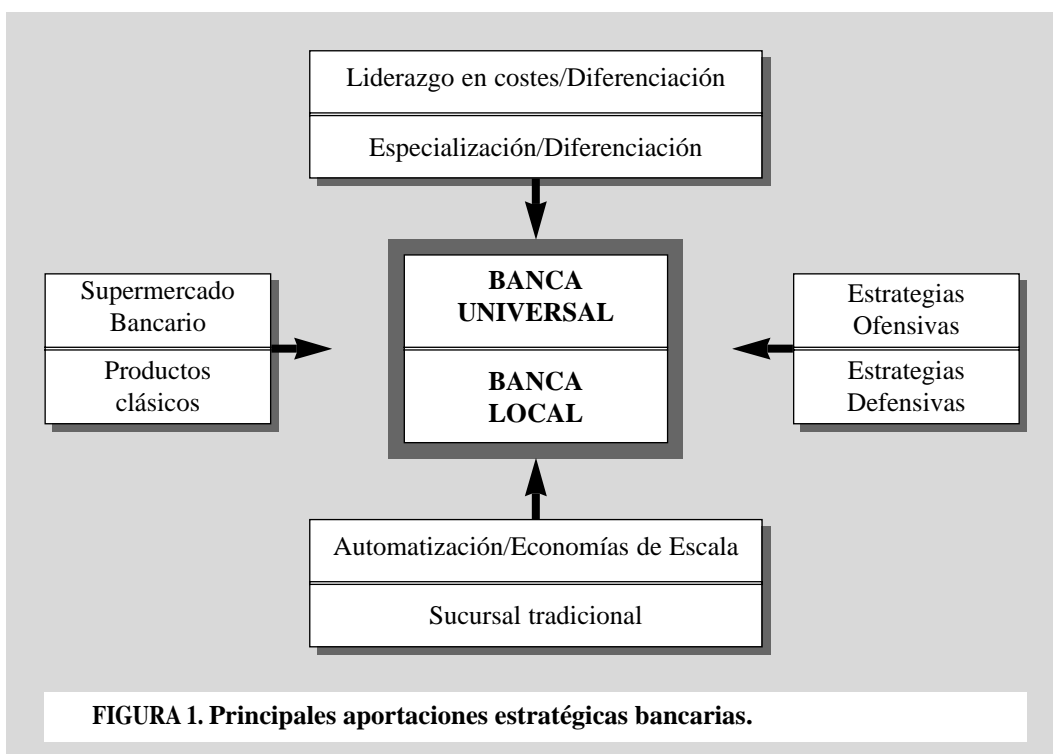 Liderazgo en costes/Diferenciación
Especialización/Diferenciación
Supermercado
Bancario
Productos
clásicos
BANCA
UNIVERSAL
BANCA
LOCAL
Estrategias
Ofensivas
Estrategias
Defensivas
Automatización/Economías de Escala
Sucursal tradicional
FIGURA 1. Principales aportaciones estratégicas bancarias.